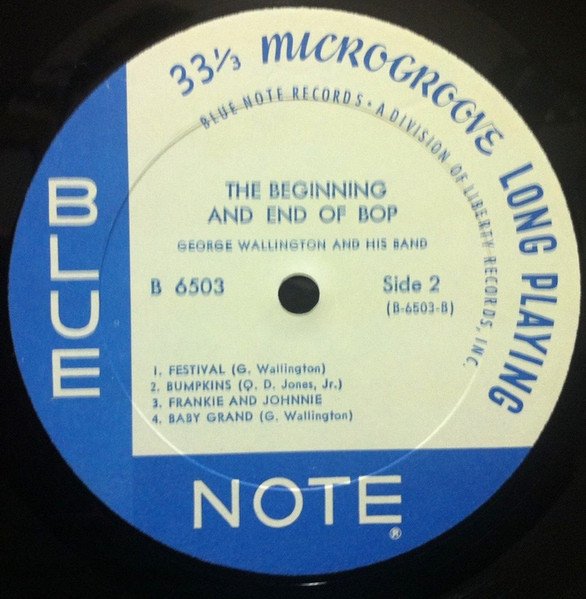 33⅓ MICROGROOVE LONG PLAYING
BLUE NOTE RECORDS • A DIVISION OF LIBERTY RECORDS, INC.
THE BEGINNING
AND END OF BOP
GEORGE WALLINGTON AND HIS BAND
B 6503
Side 2
(B-6503-B)
1. FESTIVAL (G. Wallington)
2. BUMPKINS (Q. D. Jones, Jr.)
3. FRANKIE AND JOHNNIE
4. BABY GRAND (G. Wallington)
BLUE
NOTE®